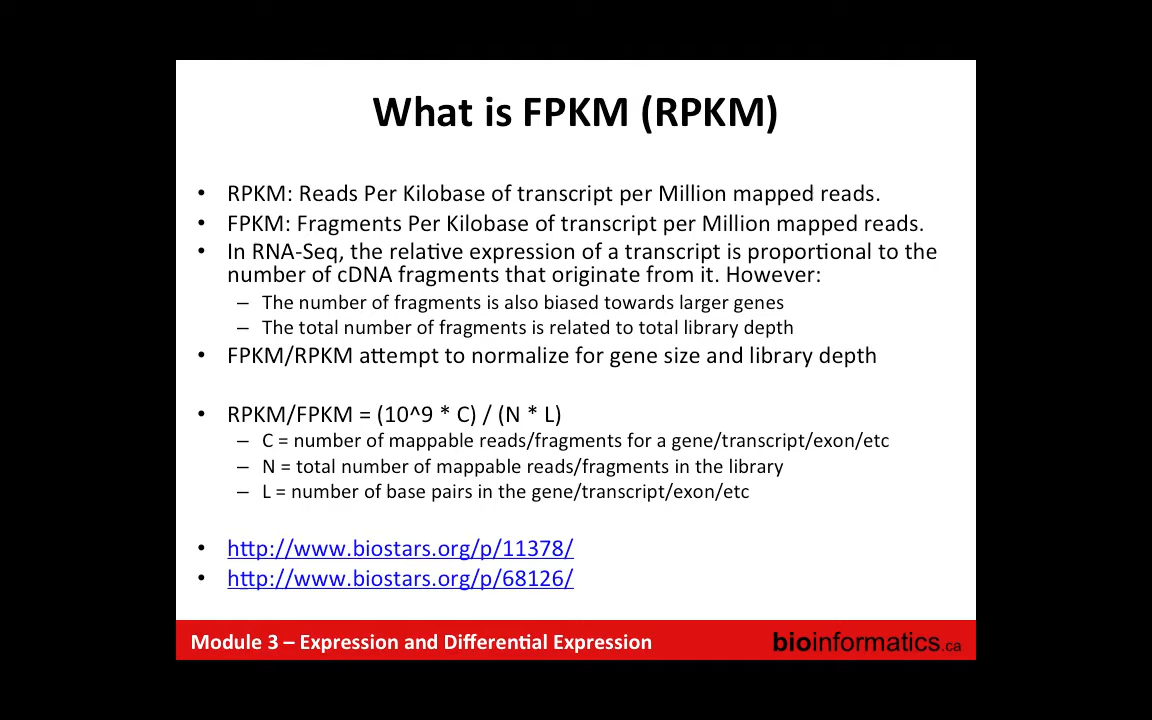 What is FPKM (RPKM)
• RPKM: Reads Per Kilobase of transcript per Million mapped reads.
• FPKM: Fragments Per Kilobase of transcript per Million mapped reads.
• In RNA-Seq, the relative expression of a transcript is proportional to the
number of cDNA fragments that originate from it. However:
– The number of fragments is also biased towards larger genes
– The total number of fragments is related to total library depth
• FPKM/RPKM attempt to normalize for gene size and library depth
• RPKM/FPKM = (10^9 * C) / (N * L)
– C = number of mappable reads/fragments for a gene/transcript/exon/etc
– N = total number of mappable reads/fragments in the library
– L = number of base pairs in the gene/transcript/exon/etc
• http://www.biostars.org/p/11378/
• http://www.biostars.org/p/68126/
Module 3 – Expression and Differential Expression
bioinformatics.ca